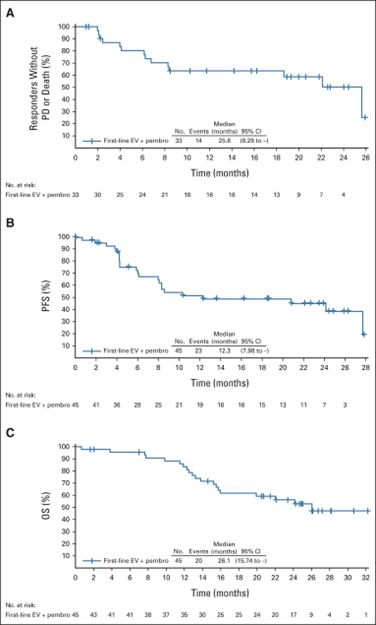 A
Responders Without
PD or Death (%)
100
90
80
70
60
50
40
30
20
10
Median
No. Events (months) 95% CI
First-line EV + pembro 33 14 25.6 (8.28 to –)
0 2 4 6 8 10 12 14 16 18 20 22 24 26
Time (months)
No. at risk:
First-line EV + pembro 33 30 25 24 21 18 16 16 14 13 9 7 4
B
PFS (%)
100
90
80
70
60
50
40
30
20
10
Median
No. Events (months) 95% CI
First-line EV + pembro 45 23 12.3 (7.98 to –)
0 2 4 6 8 10 12 14 16 18 20 22 24 26 28
Time (months)
No. at risk:
First-line EV + pembro 45 41 36 28 25 21 19 16 16 15 13 11 7 3
C
OS (%)
100
90
80
70
60
50
40
30
20
10
Median
No. Events (months) 95% CI
First-line EV + pembro 45 20 26.1 (15.74 to –)
0 2 4 6 8 10 12 14 16 18 20 22 24 26 28 30 32
Time (months)
No. at risk:
First-line EV + pembro 45 43 41 41 38 37 35 30 25 25 24 20 17 9 4 2 1